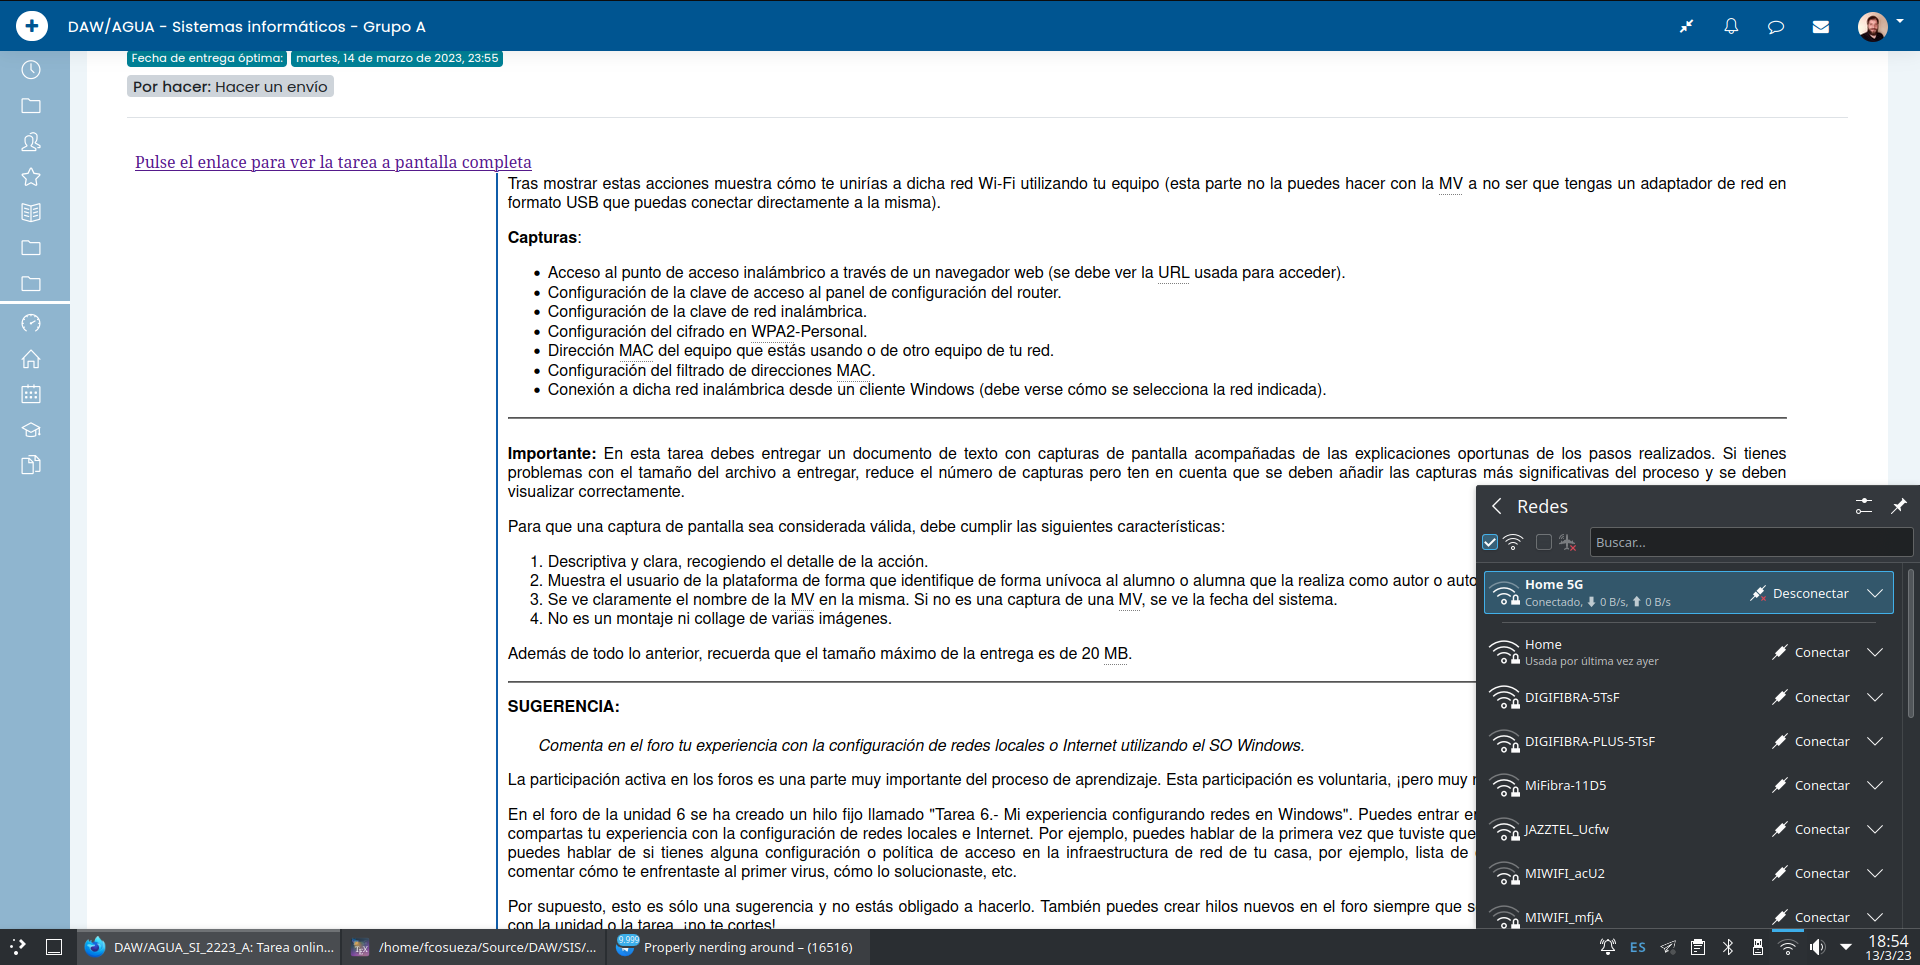 DAW/AGUA - Sistemas informáticos - Grupo A
Fecha de entrega óptima: martes, 14 de marzo de 2023, 23:55
Por hacer: Hacer un envío
Pulse el enlace para ver la tarea a pantalla completa
Tras mostrar estas acciones muestra cómo te unirías a dicha red Wi-Fi utilizando tu equipo (esta parte no la puedes hacer con la MV a no ser que tengas un adaptador de red en
formato USB que puedas conectar directamente a la misma).
Capturas:
Acceso al punto de acceso inalámbrico a través de un navegador web (se debe ver la URL usada para acceder).
Configuración de la clave de acceso al panel de configuración del router.
Configuración de la clave de red inalámbrica.
Configuración del cifrado en WPA2-Personal.
Dirección MAC del equipo que estás usando o de otro equipo de tu red.
Configuración del filtrado de direcciones MAC.
Conexión a dicha red inalámbrica desde un cliente Windows (debe verse cómo se selecciona la red indicada).
Importante: En esta tarea debes entregar un documento de texto con capturas de pantalla acompañadas de las explicaciones oportunas de los pasos realizados. Si tienes
problemas con el tamaño del archivo a entregar, reduce el número de capturas pero ten en cuenta que se deben añadir las capturas más significativas del proceso y se deben
visualizar correctamente.
Para que una captura de pantalla sea considerada válida, debe cumplir las siguientes características:
1. Descriptiva y clara, recogiendo el detalle de la acción.
2. Muestra el usuario de la plataforma de forma que identifique de forma unívoca al alumno o alumna que la realiza como autor o auto
3. Se ve claramente el nombre de la MV en la misma. Si no es una captura de una MV, se ve la fecha del sistema.
4. No es un montaje ni collage de varias imágenes.
Además de todo lo anterior, recuerda que el tamaño máximo de la entrega es de 20 MB.
SUGERENCIA:
Comenta en el foro tu experiencia con la configuración de redes locales o Internet utilizando el SO Windows.
La participación activa en los foros es una parte muy importante del proceso de aprendizaje. Esta participación es voluntaria, ¡pero muy
En el foro de la unidad 6 se ha creado un hilo fijo llamado "Tarea 6.- Mi experiencia configurando redes en Windows". Puedes entrar
compartas tu experiencia con la configuración de redes locales e Internet. Por ejemplo, puedes hablar de la primera vez que tuviste que
puedes hablar de si tienes alguna configuración o política de acceso en la infraestructura de red de tu casa, por ejemplo, lista de
comentar cómo te enfrentaste al primer virus, cómo lo solucionaste, etc.
Por supuesto, esto es sólo una sugerencia y no estás obligado a hacerlo. También puedes crear hilos nuevos en el foro siempre que s
con la unidad o la tarea, ¡no te cortes!
Redes
Buscar...
Home 5G
Conectado, 0 B/s, 0 B/s
Desconectar
Home
Usada por última vez ayer
Conectar
DIGIFIBRA-5TsF
Conectar
DIGIFIBRA-PLUS-5TsF
Conectar
MiFibra-11D5
Conectar
JAZZTEL_Ucfw
Conectar
MIWIFI_acU2
Conectar
MIWIFI_mfjA
Conectar
DAW/AGUA_SI_2223_A: Tarea onlin...
/home/fcosueza/Source/DAW/SIS/...
9.999
Properly nerding around – (16516)
ES
18:54
13/3/23